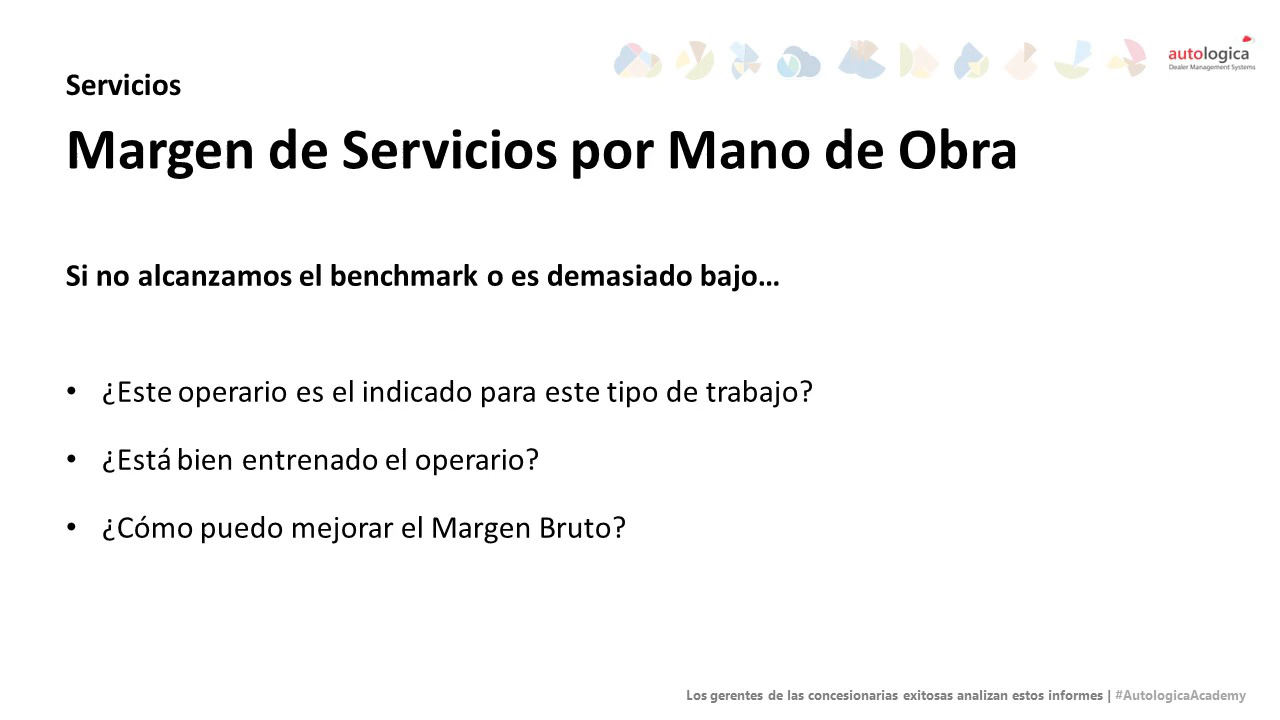 autologica
Dealer Management Systems
Servicios
Margen de Servicios por Mano de Obra
Si no alcanzamos el benchmark o es demasiado bajo…
• ¿Este operario es el indicado para este tipo de trabajo?
• ¿Está bien entrenado el operario?
• ¿Cómo puedo mejorar el Margen Bruto?
Los gerentes de las concesionarias exitosas analizan estos informes | #AutologicaAcademy